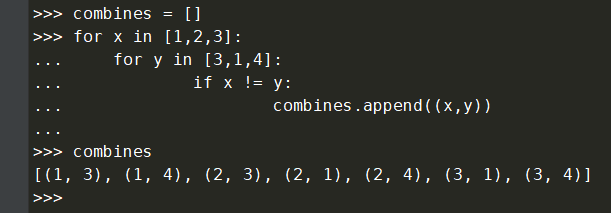 >>> combines = []
>>> for x in [1,2,3]:
...     for y in [3,1,4]:
...             if x != y:
...                     combines.append((x,y))
...
>>> combines
[(1, 3), (1, 4), (2, 3), (2, 1), (2, 4), (3, 1), (3, 4)]
>>>